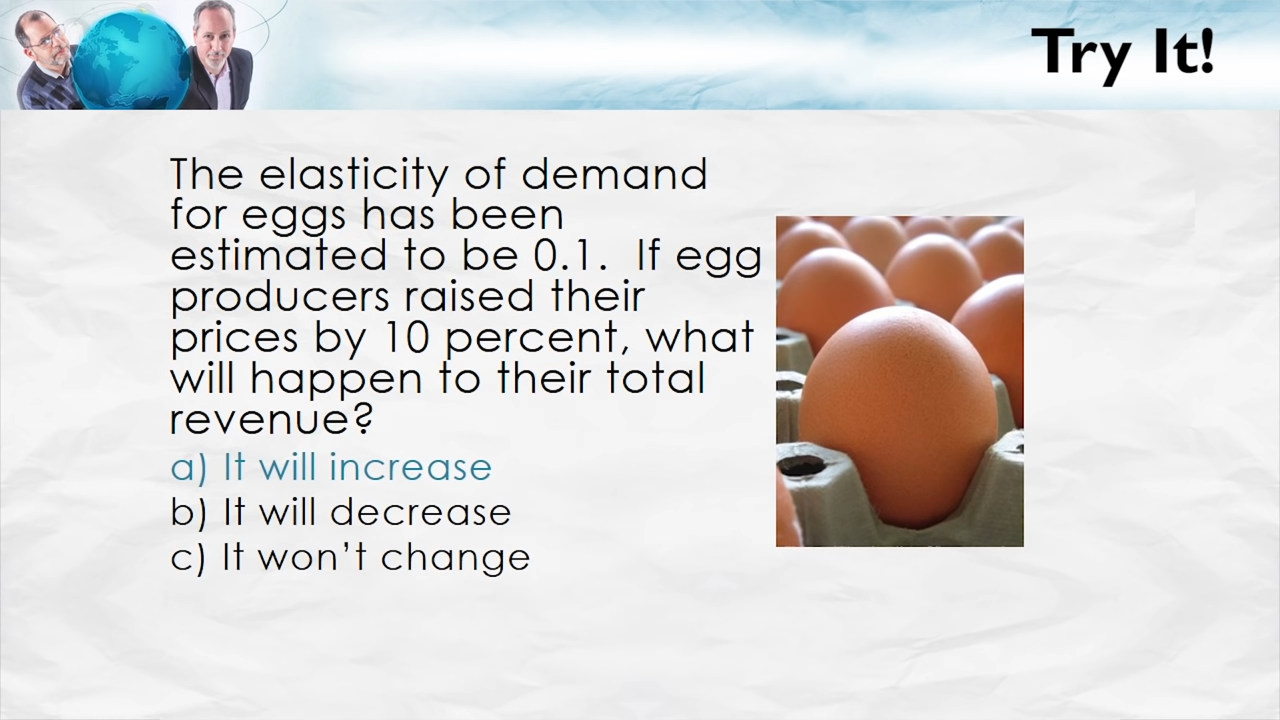 Try It!
The elasticity of demand
for eggs has been
estimated to be 0.1.  If egg
producers raised their
prices by 10 percent, what
will happen to their total
revenue?
a) It will increase
b) It will decrease
c) It won’t change